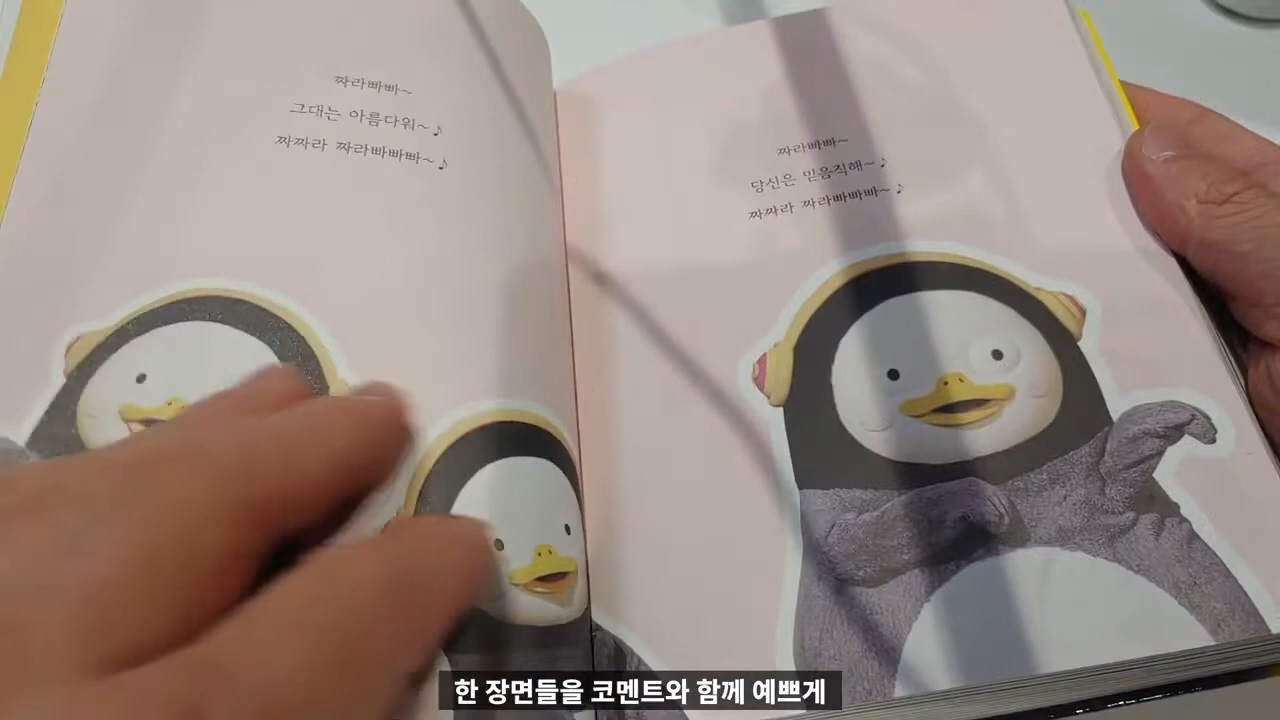 짜라빠빠~
그대는 아름다워~♪
짜짜라 짜라빠빠빠~♪
짜라빠빠~
당신은 믿음직해~♪
짜짜라 짜라빠빠빠~♪
한 장면들을 코멘트와 함께 예쁘게